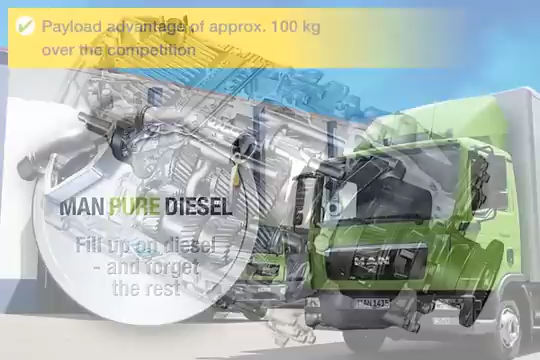 Payload advantage of approx. 100 kg
over the competition
MAN PURE DIESEL
Fill up on diesel
- and forget
the rest
MAN